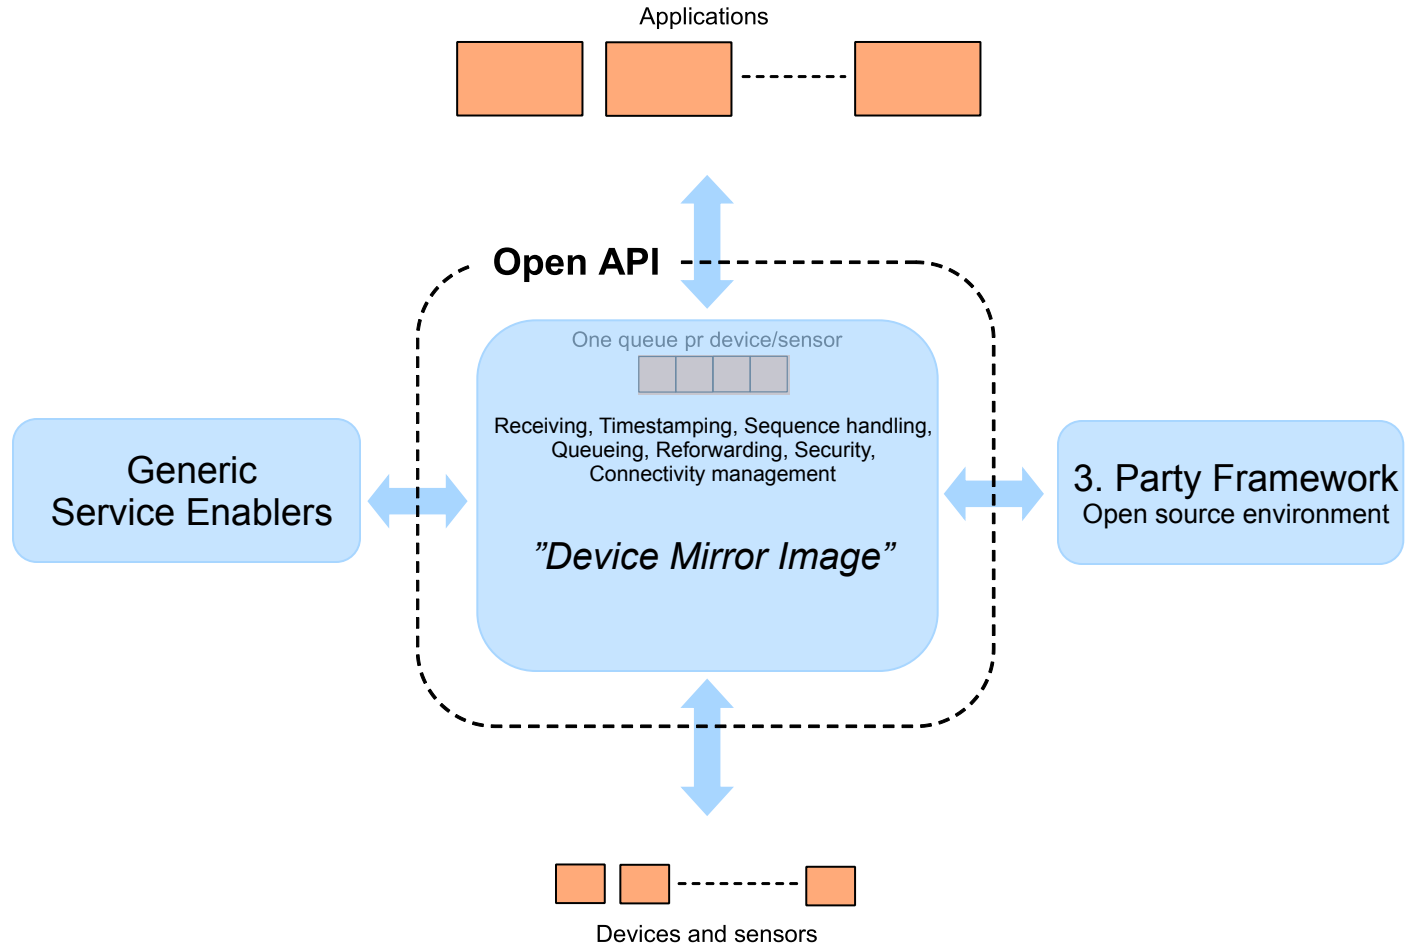 Applications
Open API
One queue pr device/sensor
Receiving, Timestamping, Sequence handling,
Queueing, Reforwarding, Security,
Connectivity management
”Device Mirror Image”
Generic
Service Enablers
3. Party Framework
Open source environment
Devices and sensors